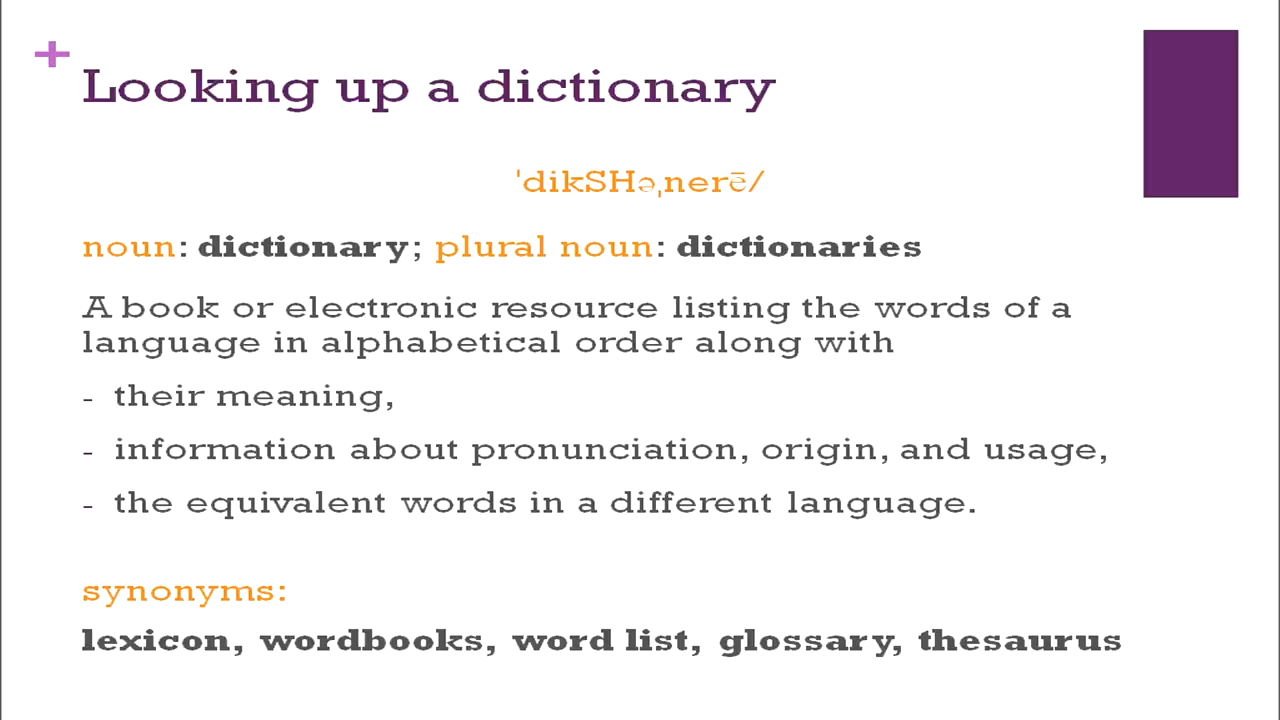 +
Looking up a dictionary
ˈdikSHəˌnerē/
noun: dictionary; plural noun: dictionaries
A book or electronic resource listing the words of a
language in alphabetical order along with
- their meaning,
- information about pronunciation, origin, and usage,
- the equivalent words in a different language.
synonyms:
lexicon, wordbooks, word list, glossary, thesaurus